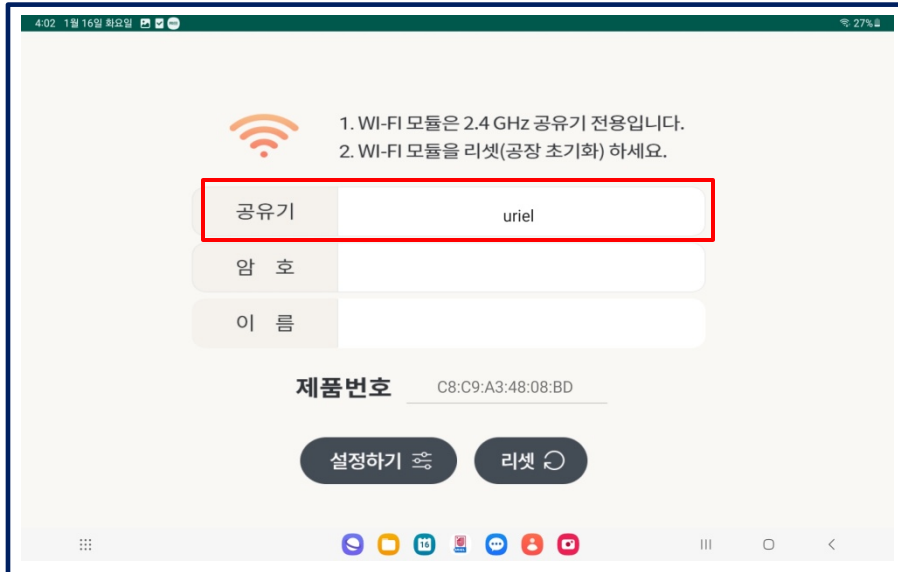 4:02 1월 16일 화요일
27%
1. WI-FI 모듈은 2.4 GHz 공유기 전용입니다.
2. WI-FI 모듈을 리셋(공장 초기화) 하세요.
공유기 uriel
암 호
이 름
제품번호 C8:C9:A3:48:08:BD
설정하기 리셋
16